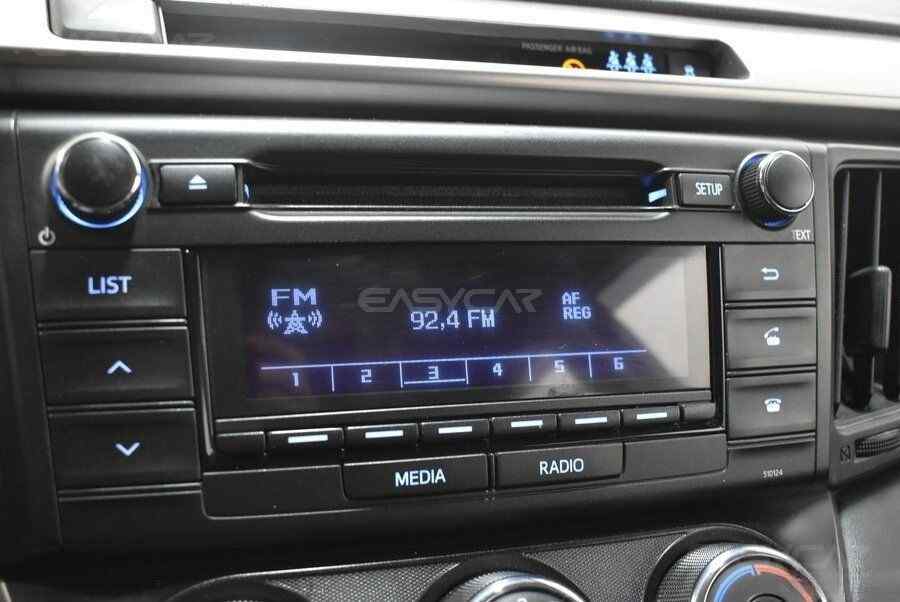 PASSENGER AIRBAG
SETUP
TEXT
LIST
FM
EASYCAR
AF
92,4 FM
REG
1 2 3 4 5 6
MEDIA
RADIO
510124